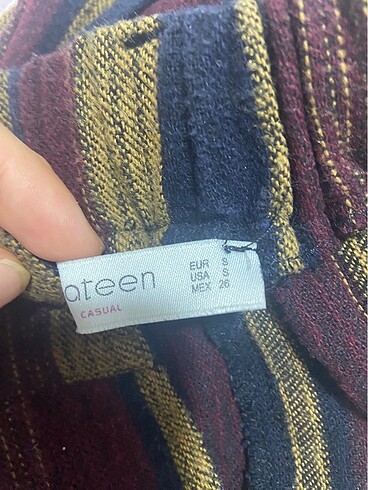 ateen
CASUAL
EUR S
USA S
MEX 26